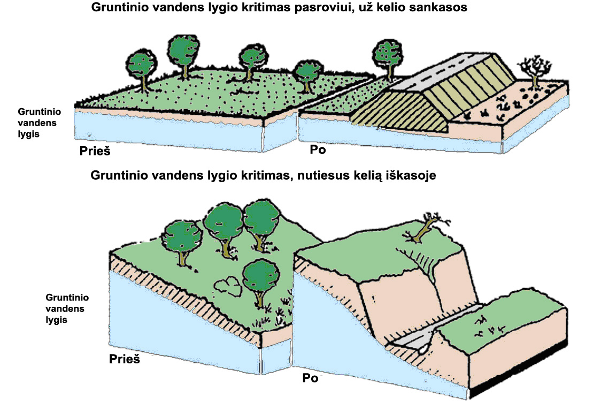 Gruntinio vandens lygio kritimas pasroviui, už kelio sankasos
Gruntinio
vandens
lygis
Prieš
Po
Gruntinio vandens lygio kritimas, nutiesus kelią iškasoje
Gruntinio
vandens
lygis
Prieš
Po